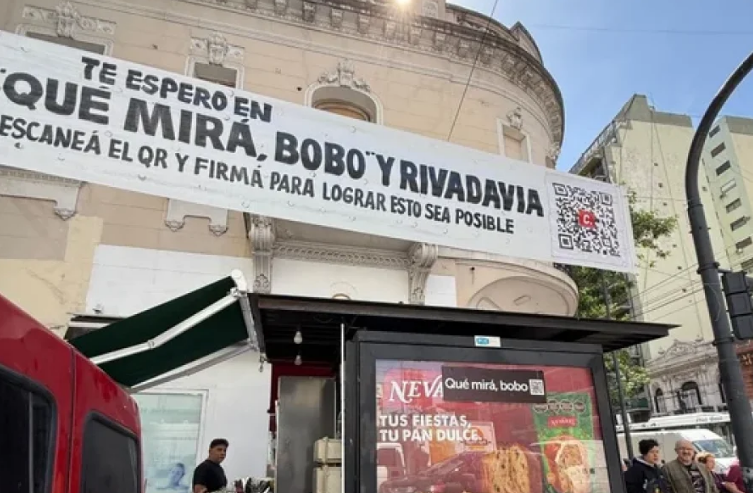 TE ESPERO EN
"QUÉ MIRÁ, BOBO" Y RIVADAVIA
ESCANEÁ EL QR Y FIRMÁ PARA LOGRAR ESTO SEA POSIBLE
C.
Qué mirá, bobo
TUS FIESTAS,
TU PAN DULCE.